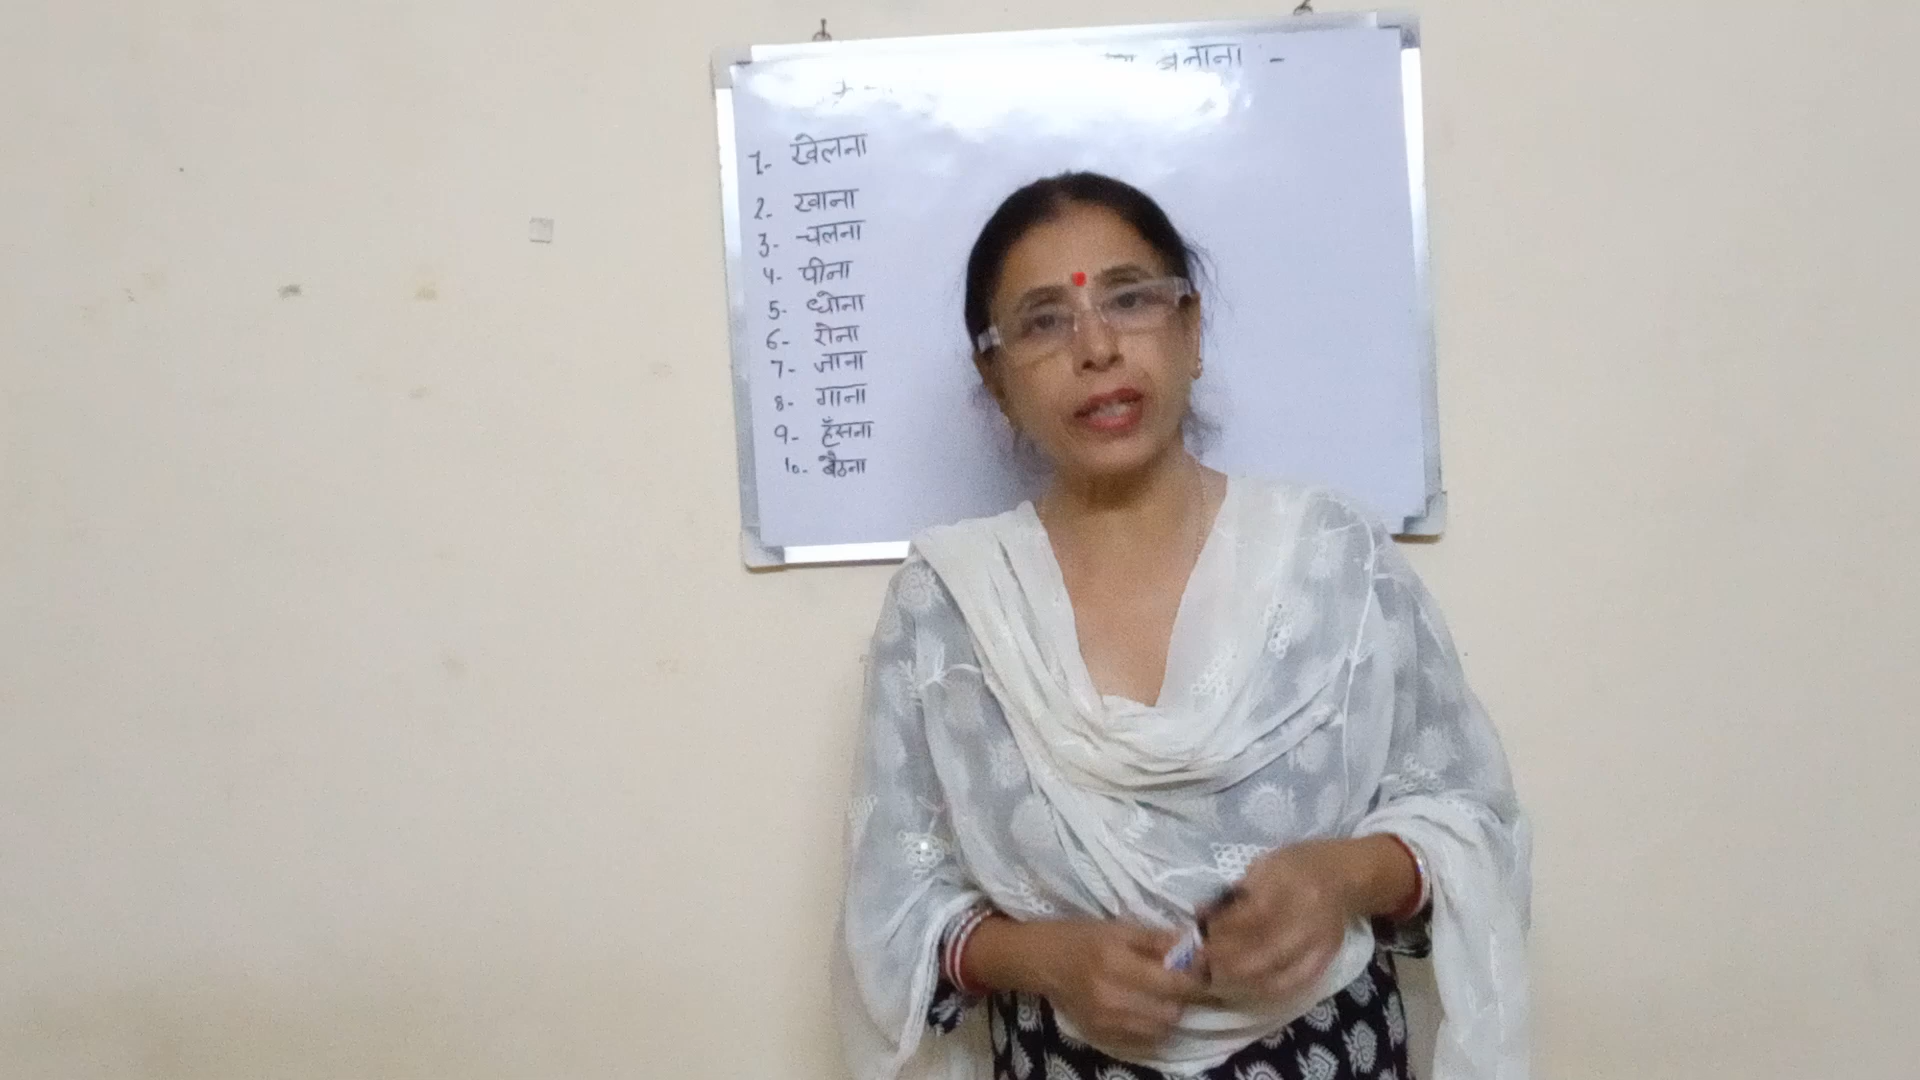 बनाना :-
1- खेलना
2- खाना
3- चलना
4- पीना
5- धोना
6- रोना
7- जाना
8- गाना
9- हँसना
10- बैठना